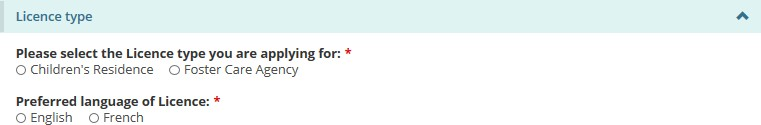 Licence type
Please select the Licence type you are applying for: *
Children's Residence Foster Care Agency
Preferred language of Licence: *
English French